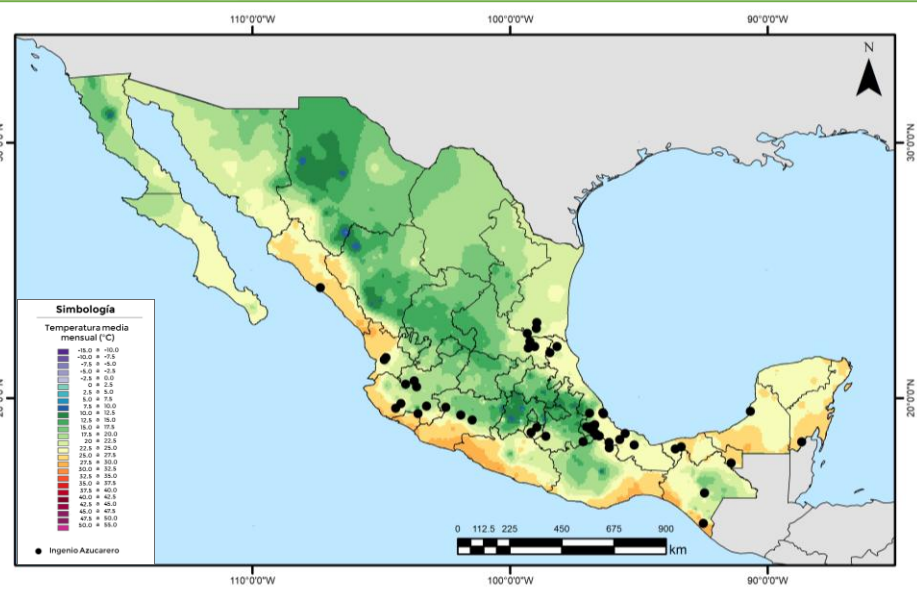 110°0'0"W 100°0'0"W 90°0'0"W
N
30°0'0"N
20°0'0"N
Simbología
Temperatura media
mensual (°C)
-15.0 a -10.0
-10.0 a -7.5
-7.5 a -5.0
-5.0 a -2.5
-2.5 a 0.0
0 a 2.5
2.5 a 5.0
5.0 a 7.5
7.5 a 10.0
10.0 a 12.5
12.5 a 15.0
15.0 a 17.5
17.5 a 20.0
20 a 22.5
22.5 a 25.0
25.0 a 27.5
27.5 a 30.0
30.0 a 32.5
32.5 a 35.0
35.0 a 37.5
37.5 a 40.0
40.0 a 42.5
42.5 a 45.0
45.0 a 47.5
47.5 a 50.0
50.0 a 55.0
Ingenio Azucarero
0 112.5 225 450 675 900
km
110°0'0"W 100°0'0"W 90°0'0"W